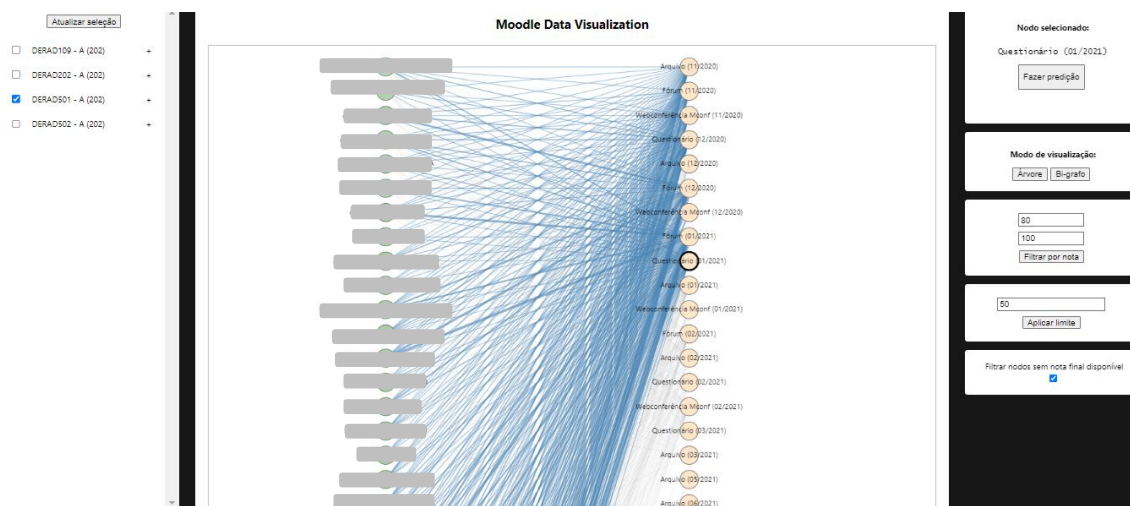 Atualizar seleção
DERAD109 - A (202) +
DERAD202 - A (202) +
DERAD501 - A (202) +
DERAD502 - A (202) +
Moodle Data Visualization
Arquivo (11/2020)
Fórum (11/2020)
Webconferência Mconf (11/2020)
Questionário (12/2020)
Arquivo (12/2020)
Fórum (12/2020)
Webconferência Mconf (12/2020)
Fórum (01/2021)
Questionário (01/2021)
Arquivo (01/2021)
Webconferência Mconf (01/2021)
Fórum (02/2021)
Arquivo (02/2021)
Questionário (02/2021)
Webconferência Mconf (02/2021)
Questionário (03/2021)
Arquivo (03/2021)
Arquivo (05/2021)
Arquivo (06/2021)
Nodo selecionado:
Questionário (01/2021)
Fazer predição
Modo de visualização:
Árvore Bi-grafo
80
100
Filtrar por nota
50
Aplicar limite
Filtrar nodos sem nota final disponível